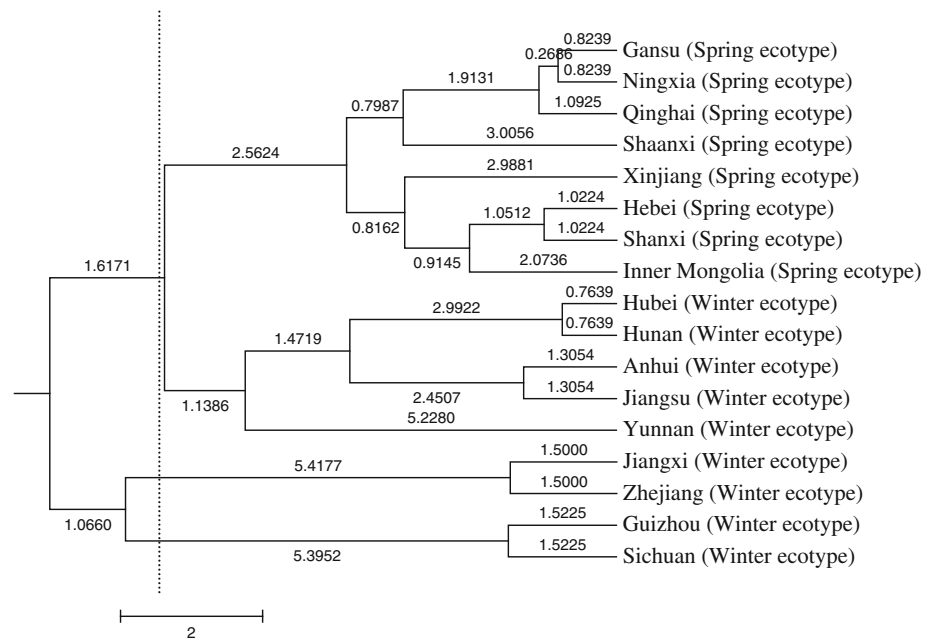 0.8239
Gansu (Spring ecotype)
0.2686
0.8239
Ningxia (Spring ecotype)
1.9131
1.0925
Qinghai (Spring ecotype)
0.7987
3.0056
Shaanxi (Spring ecotype)
2.5624
2.9881
Xinjiang (Spring ecotype)
1.0224
Hebei (Spring ecotype)
1.0512
0.8162
1.0224
Shanxi (Spring ecotype)
0.9145
2.0736
Inner Mongolia (Spring ecotype)
1.6171
0.7639
Hubei (Winter ecotype)
2.9922
0.7639
Hunan (Winter ecotype)
1.4719
1.3054
Anhui (Winter ecotype)
2.4507
1.3054
Jiangsu (Winter ecotype)
1.1386
5.2280
Yunnan (Winter ecotype)
1.5000
Jiangxi (Winter ecotype)
5.4177
1.5000
Zhejiang (Winter ecotype)
1.0660
1.5225
Guizhou (Winter ecotype)
5.3952
1.5225
Sichuan (Winter ecotype)
2